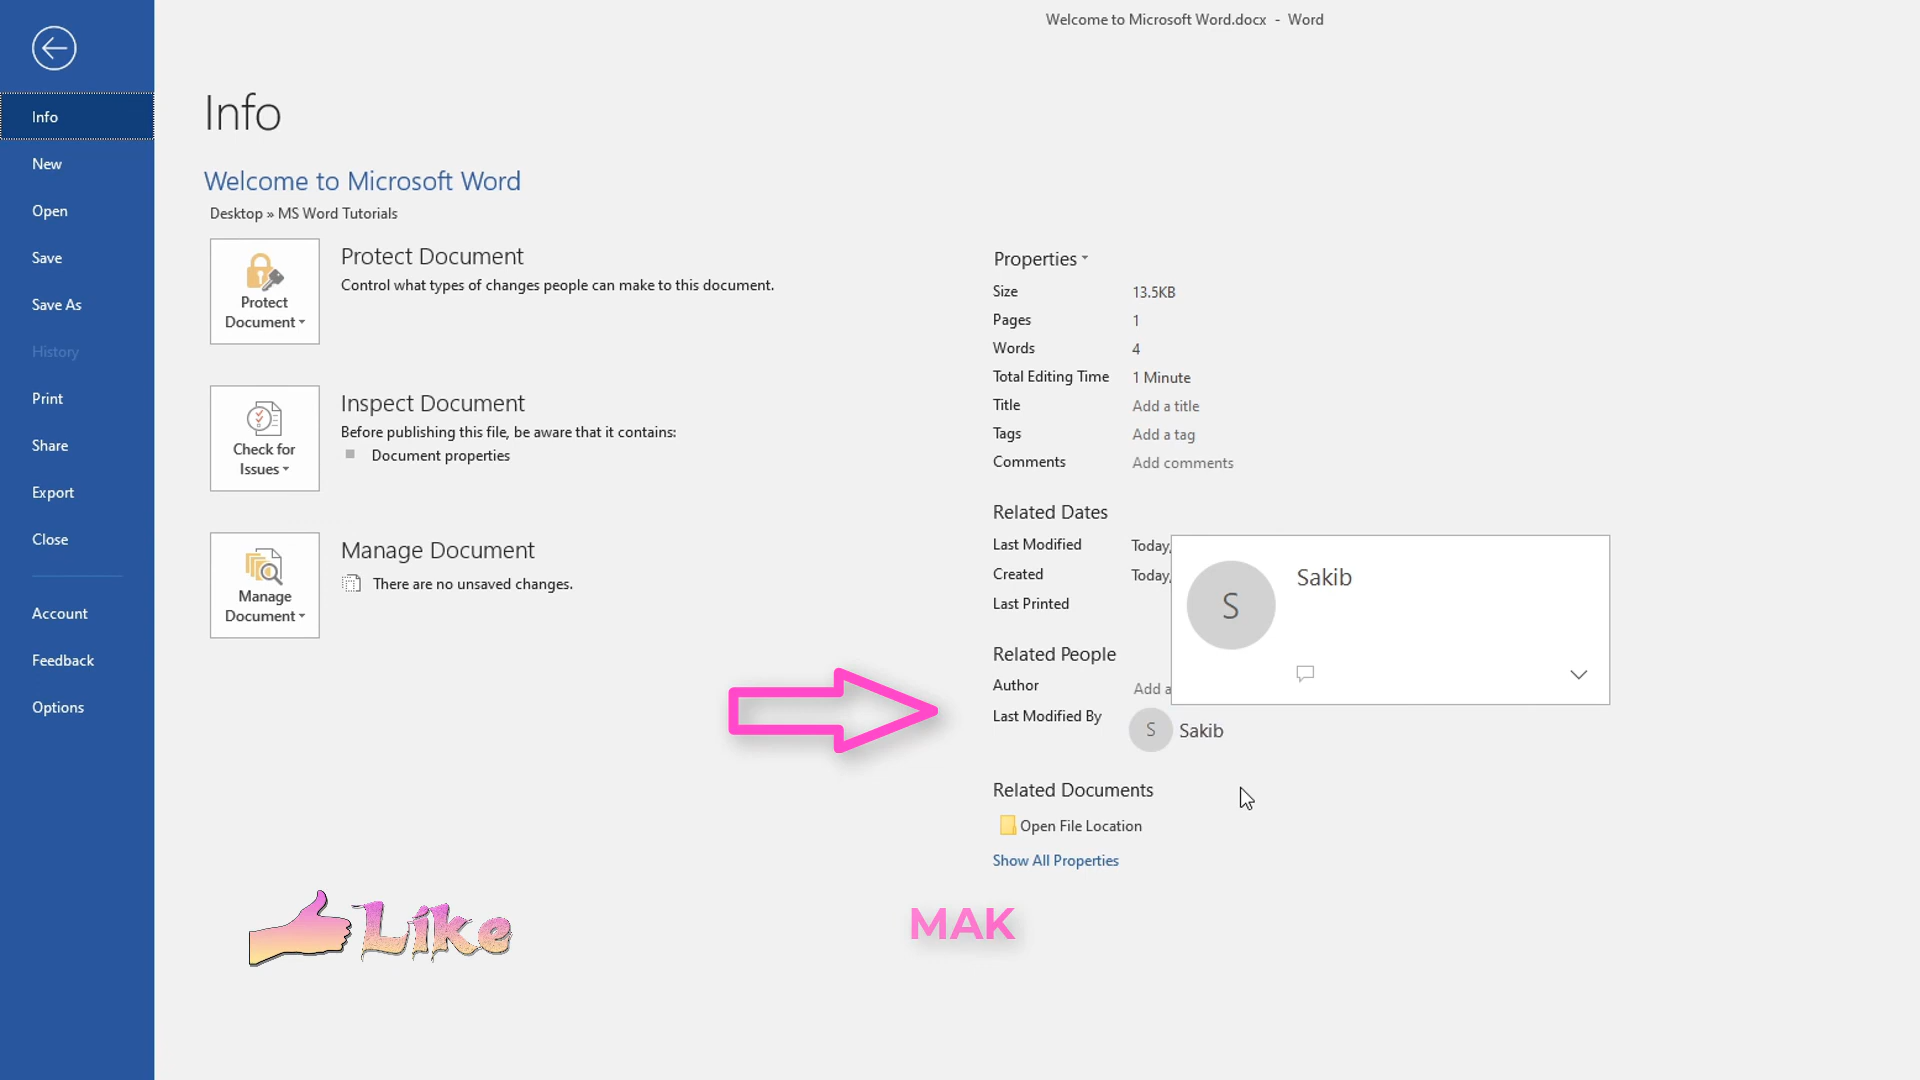 Welcome to Microsoft Word.docx - Word
Info
New
Open
Save
Save As
History
Print
Share
Export
Close
Account
Feedback
Options
Info
Welcome to Microsoft Word
Desktop » MS Word Tutorials
Protect Document
Protect Document
Control what types of changes people can make to this document.
Check for Issues
Inspect Document
Before publishing this file, be aware that it contains:
Document properties
Manage Document
Manage Document
There are no unsaved changes.
Properties
Size 13.5KB
Pages 1
Words 4
Total Editing Time 1 Minute
Title Add a title
Tags Add a tag
Comments Add comments
Related Dates
Last Modified Today,
Created Today,
Last Printed
S Sakib
Related People
Author Add a
Last Modified By S Sakib
Related Documents
Open File Location
Show All Properties
Like
MAK